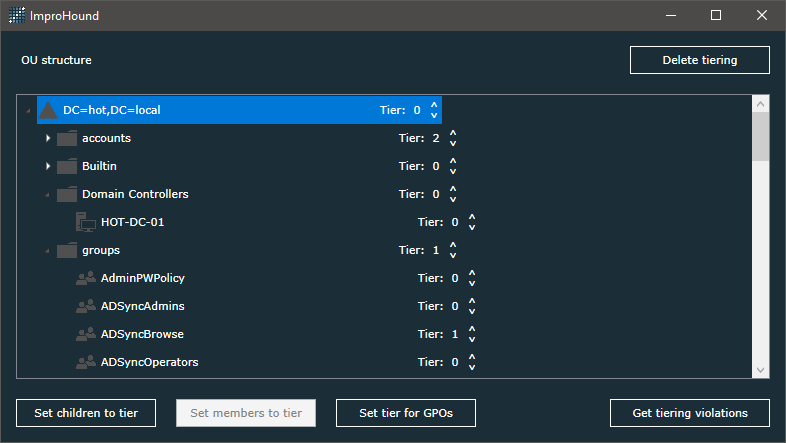 ImproHound
OU structure
Delete tiering
DC=hot,DC=local Tier: 0
accounts Tier: 2
Builtin Tier: 0
Domain Controllers Tier: 0
HOT-DC-01 Tier: 0
groups Tier: 1
AdminPWPolicy Tier: 0
ADSyncAdmins Tier: 0
ADSyncBrowse Tier: 1
ADSyncOperators Tier: 0
Set children to tier
Set members to tier
Set tier for GPOs
Get tiering violations